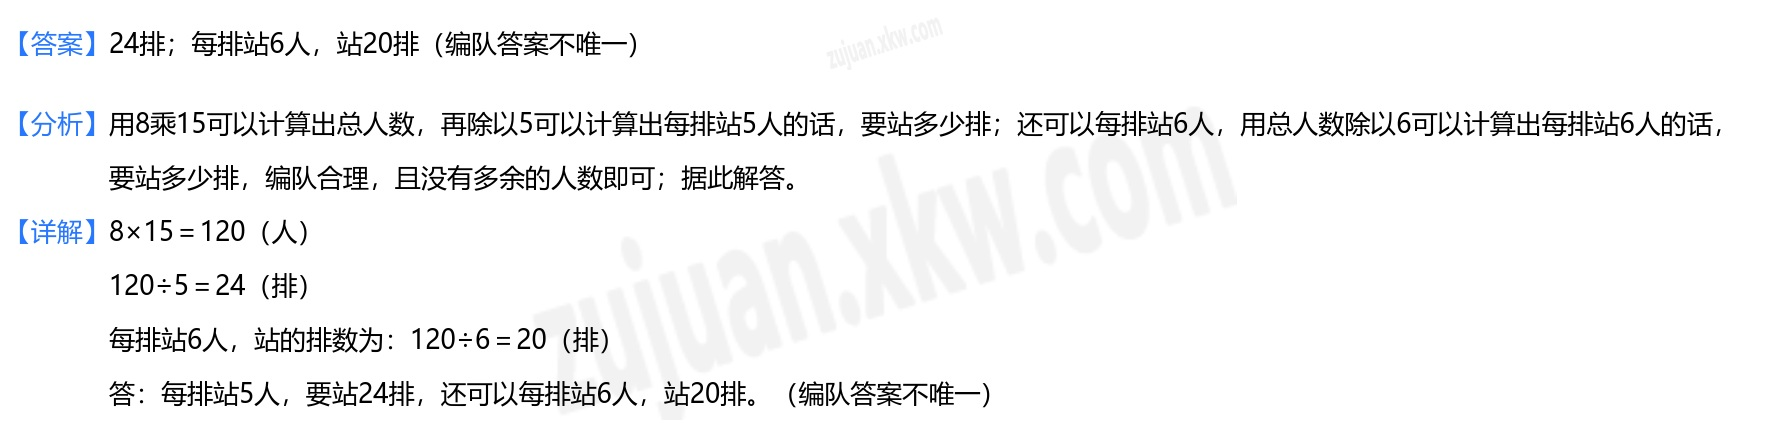 【答案】24排；每排站6人，站20排（编队答案不唯一）
zujuan.xkw.com
【分析】用8乘15可以计算出总人数，再除以5可以计算出每排站5人的话，要站多少排；还可以每排站6人，用总人数除以6可以计算出每排站6人的话，
要站多少排，编队合理，且没有多余的人数即可；据此解答。
【详解】8×15＝120（人）
120÷5＝24（排）
每排站6人，站的排数为：120÷6＝20（排）
答：每排站5人，要站24排，还可以每排站6人，站20排。（编队答案不唯一）
zujuan.xkw.com